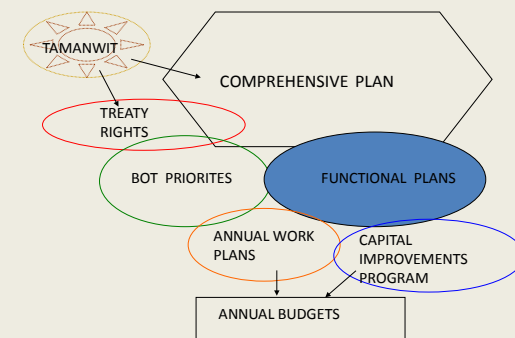 TAMANWIT
COMPREHENSIVE PLAN
TREATY
RIGHTS
BOT PRIORITES
FUNCTIONAL PLANS
ANNUAL WORK
PLANS
CAPITAL
IMPROVEMENTS
PROGRAM
ANNUAL BUDGETS